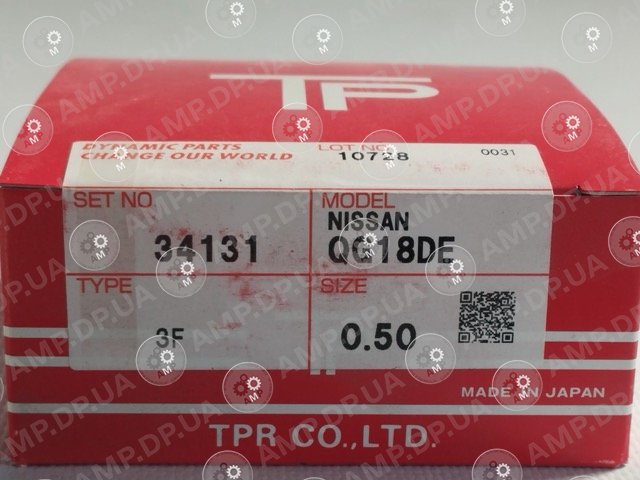 TP
DYNAMIC PARTS
CHANGE OUR WORLD
LOT NO.
10728
0031
SET NO.
34131
MODEL
NISSAN
QG18DE
TYPE
3F
SIZE
0.50
MADE IN JAPAN
TPR CO.,LTD.
AMP.DP.UA